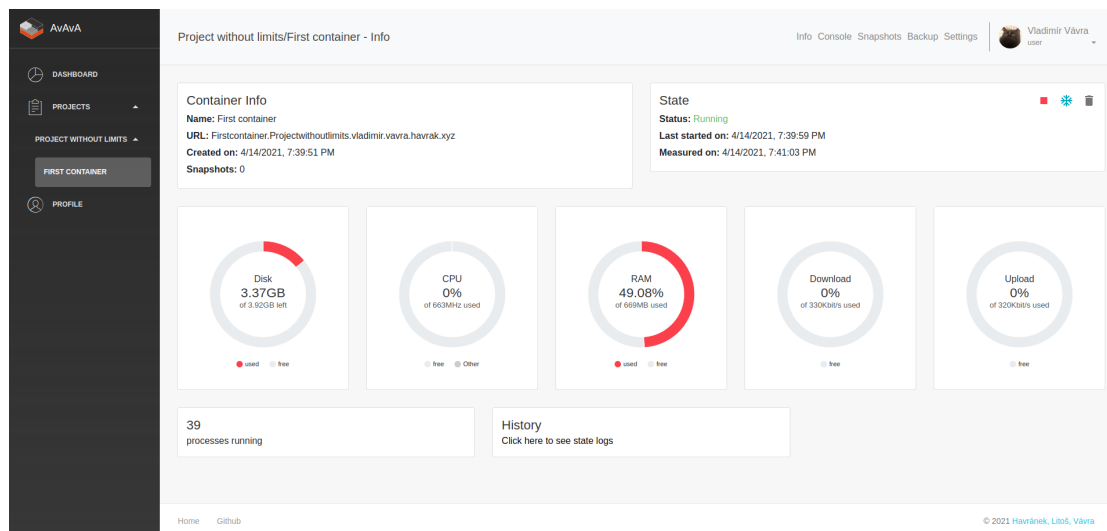 AvAvA
Project without limits/First container - Info
Info Console Snapshots Backup Settings
Vladimír Vávra
user
DASHBOARD
PROJECTS
PROJECT WITHOUT LIMITS
FIRST CONTAINER
PROFILE
Container Info
Name: First container
URL: Firstcontainer.Projectwithoutlimits.vladimir.vavra.havrak.xyz
Created on: 4/14/2021, 7:39:51 PM
Snapshots: 0
State
Status: Running
Last started on: 4/14/2021, 7:39:59 PM
Measured on: 4/14/2021, 7:41:03 PM
Disk
3.37GB
of 3.92GB left
used free
CPU
0%
of 663MHz used
free Other
RAM
49.08%
of 669MB used
used free
Download
0%
of 330Kbit/s used
free
Upload
0%
of 320Kbit/s used
free
39
processes running
History
Click here to see state logs
Home Github
© 2021 Havránek, Litoš, Vávra